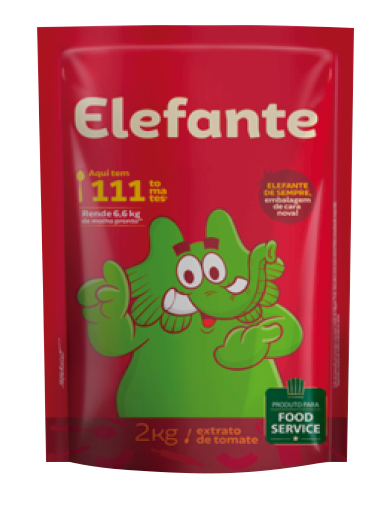 Elefante
Aqui tem
111 to
ma
tes
Rende 6,6 kg
de molho pronto
ELEFANTE
DE SEMPRE,
embalagem
de cara
nova!
PRODUTO PARA
FOOD
SERVICE
2kg / extrato
de tomate